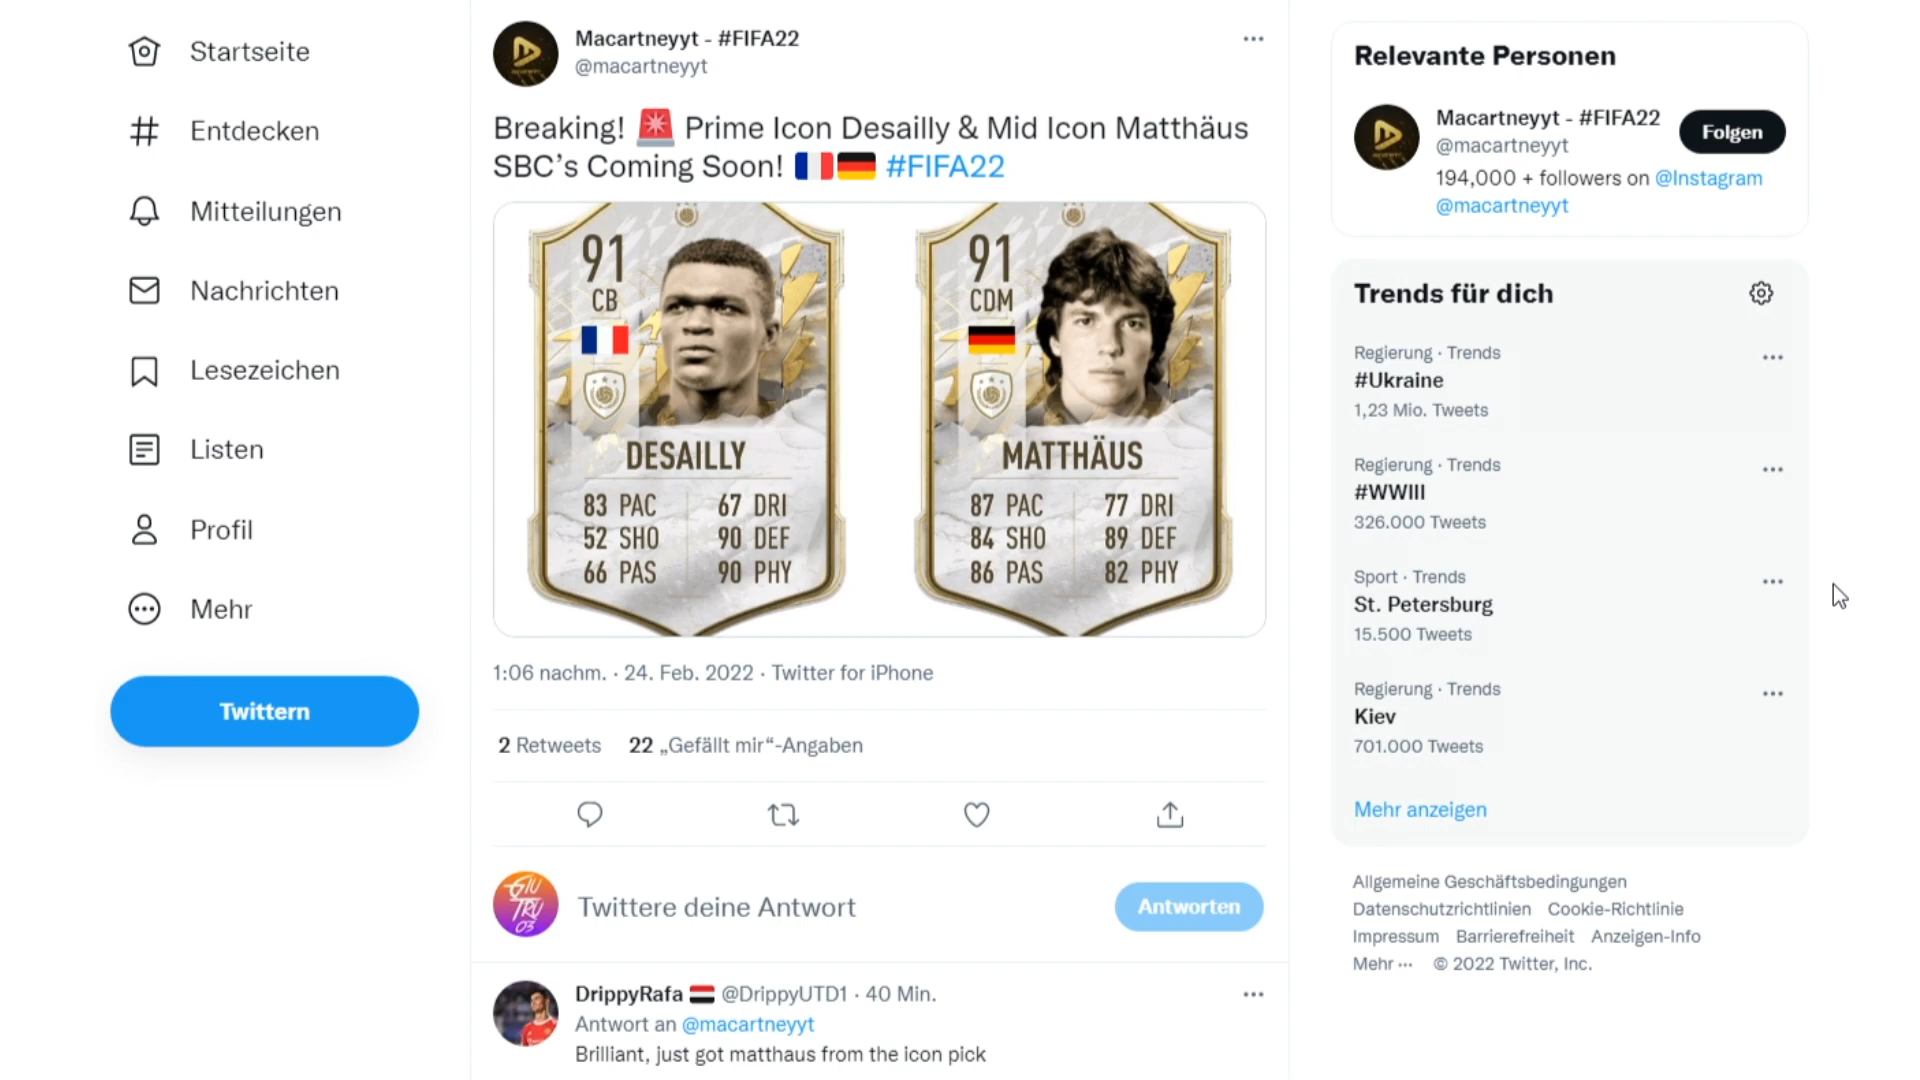 Startseite
Entdecken
Mitteilungen
Nachrichten
Lesezeichen
Listen
Profil
Mehr
Twittern
Macartneyyt - #FIFA22
@macartneyyt
Breaking! 🚨 Prime Icon Desailly & Mid Icon Matthäus
SBC’s Coming Soon! 🇫🇷🇩🇪 #FIFA22
91
CB
DESAILLY
83 PAC 67 DRI
52 SHO 90 DEF
66 PAS 90 PHY
91
CDM
MATTHÄUS
87 PAC 77 DRI
84 SHO 89 DEF
86 PAS 82 PHY
1:06 nachm. · 24. Feb. 2022 · Twitter for iPhone
2 Retweets 22 „Gefällt mir“-Angaben
GIU
TRU
03
Twittere deine Antwort
Antworten
DrippyRafa 🇾🇪 @DrippyUTD1 · 40 Min.
Antwort an @macartneyyt
Brilliant, just got matthaus from the icon pick
Relevante Personen
Macartneyyt - #FIFA22
@macartneyyt
Folgen
194,000 + followers on @Instagram
@macartneyyt
Trends für dich
Regierung · Trends
#Ukraine
1,23 Mio. Tweets
Regierung · Trends
#WWIII
326.000 Tweets
Sport · Trends
St. Petersburg
15.500 Tweets
Regierung · Trends
Kiev
701.000 Tweets
Mehr anzeigen
Allgemeine Geschäftsbedingungen
Datenschutzrichtlinien Cookie-Richtlinie
Impressum Barrierefreiheit Anzeigen-Info
Mehr ··· © 2022 Twitter, Inc.